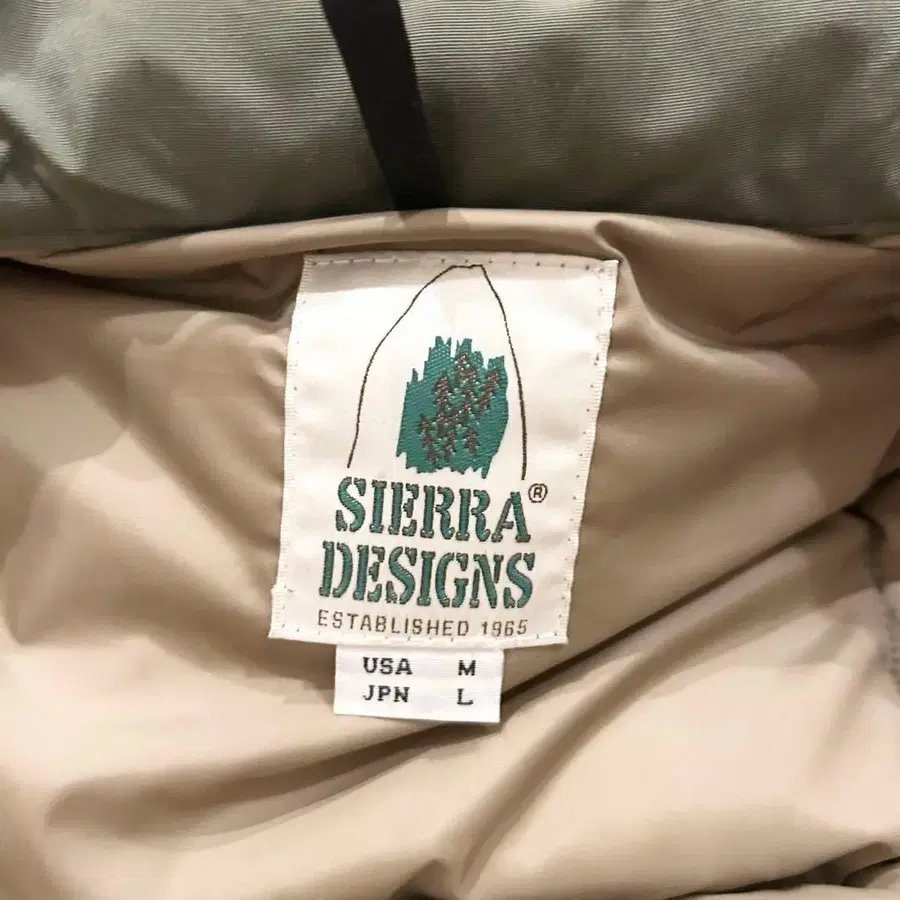 SIERRA®
DESIGNS
ESTABLISHED 1965
USA M
JPN L